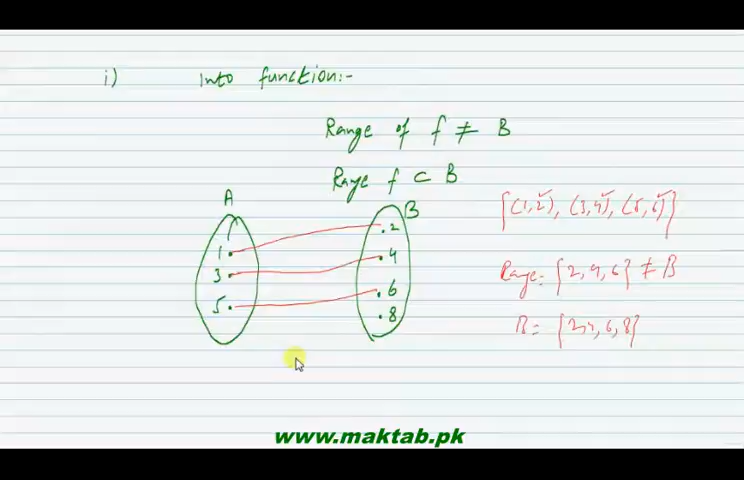 i) Into function:-
Range of f ≠ B
Range f ⊂ B
A
B
{(1,2), (3,4), (5,6)}
1
3
5
.2
.4
.6
.8
Range: {2,4,6} ≠ B
B = {2,4,6,8}
www.maktab.pk